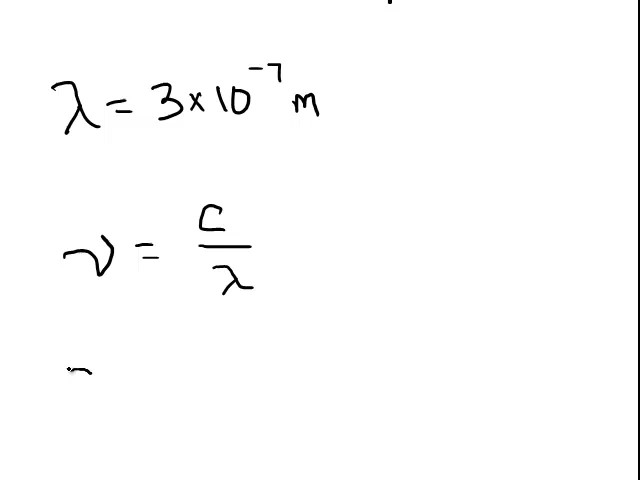 λ = 3 × 10⁻⁷ m
ν = c/λ